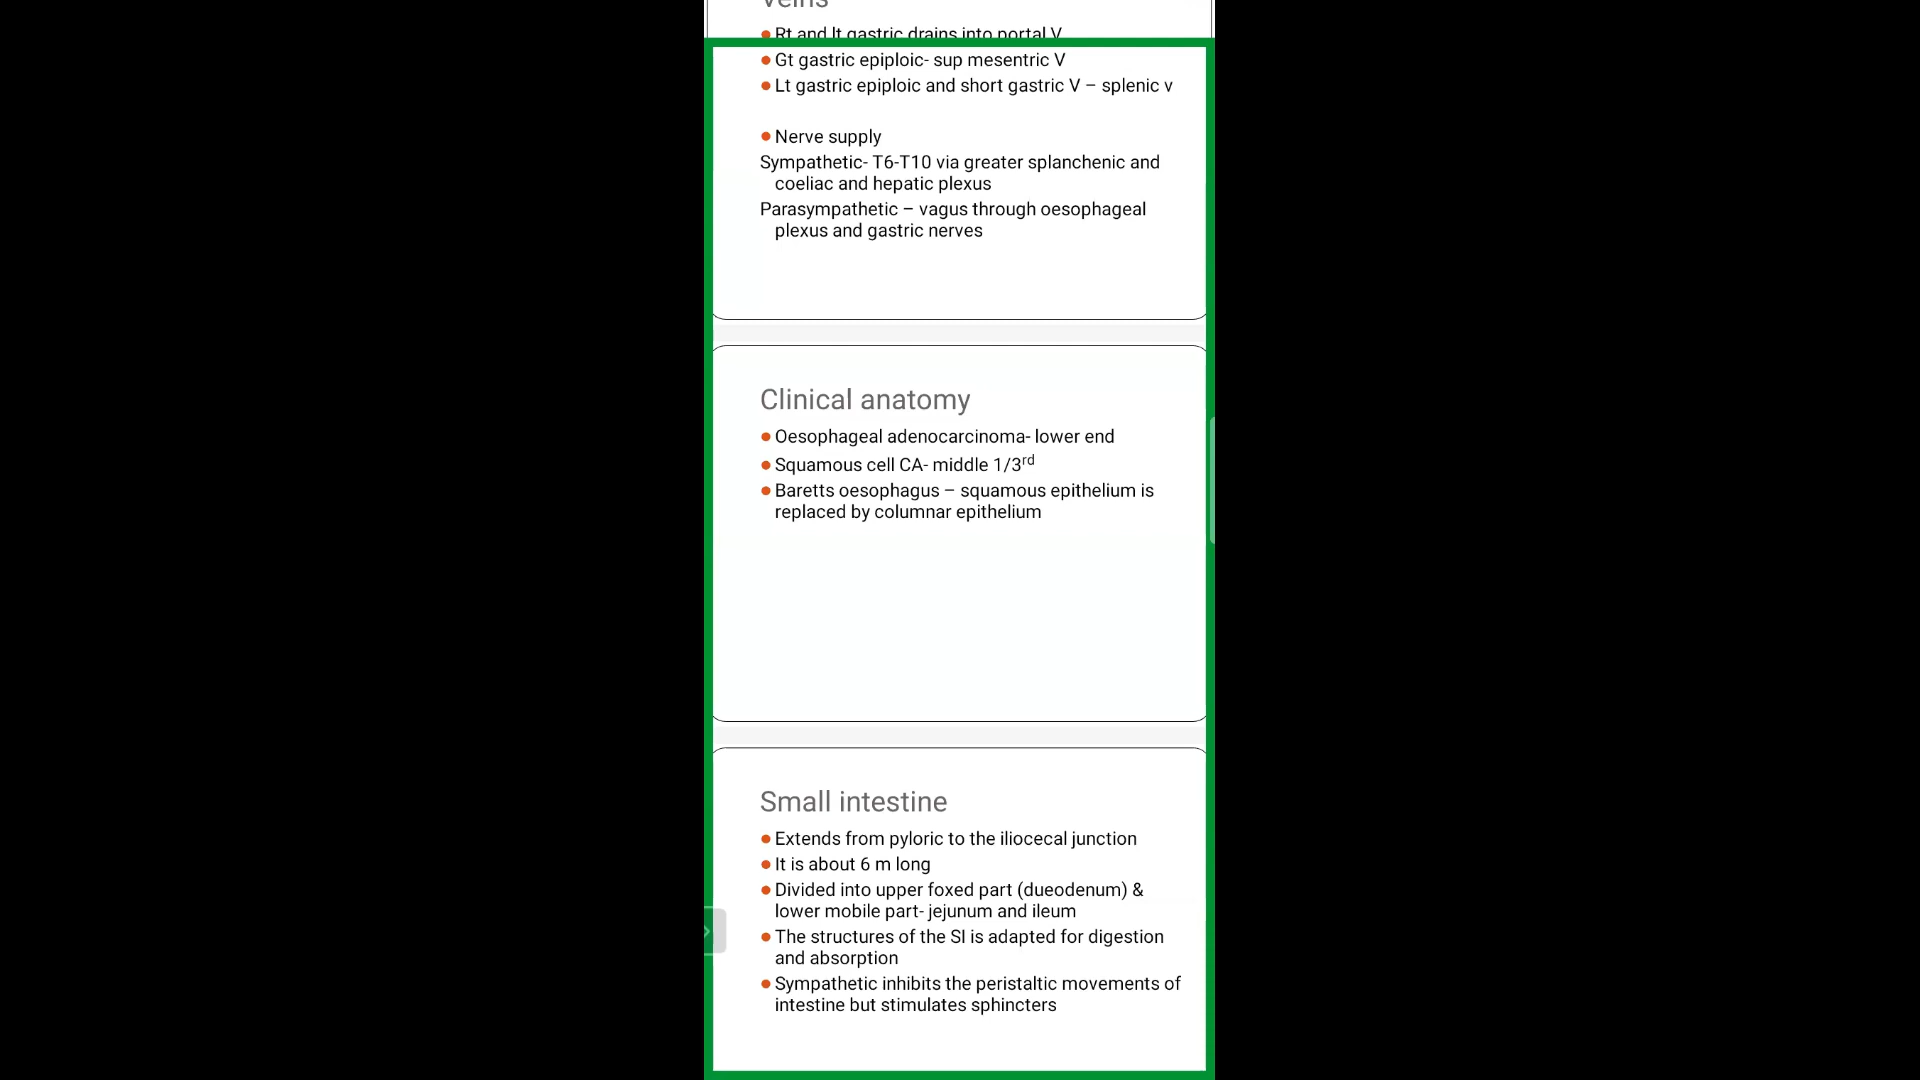 Veins
Rt and lt gastric drains into portal V
Gt gastric epiploic- sup mesentric V
Lt gastric epiploic and short gastric V – splenic v
Nerve supply
Sympathetic- T6-T10 via greater splanchenic and
coeliac and hepatic plexus
Parasympathetic – vagus through oesophageal
plexus and gastric nerves
Clinical anatomy
Oesophageal adenocarcinoma- lower end
Squamous cell CA- middle 1/3rd
Baretts oesophagus – squamous epithelium is
replaced by columnar epithelium
Small intestine
Extends from pyloric to the iliocecal junction
It is about 6 m long
Divided into upper foxed part (dueodenum) &
lower mobile part- jejunum and ileum
The structures of the SI is adapted for digestion
and absorption
Sympathetic inhibits the peristaltic movements of
intestine but stimulates sphincters